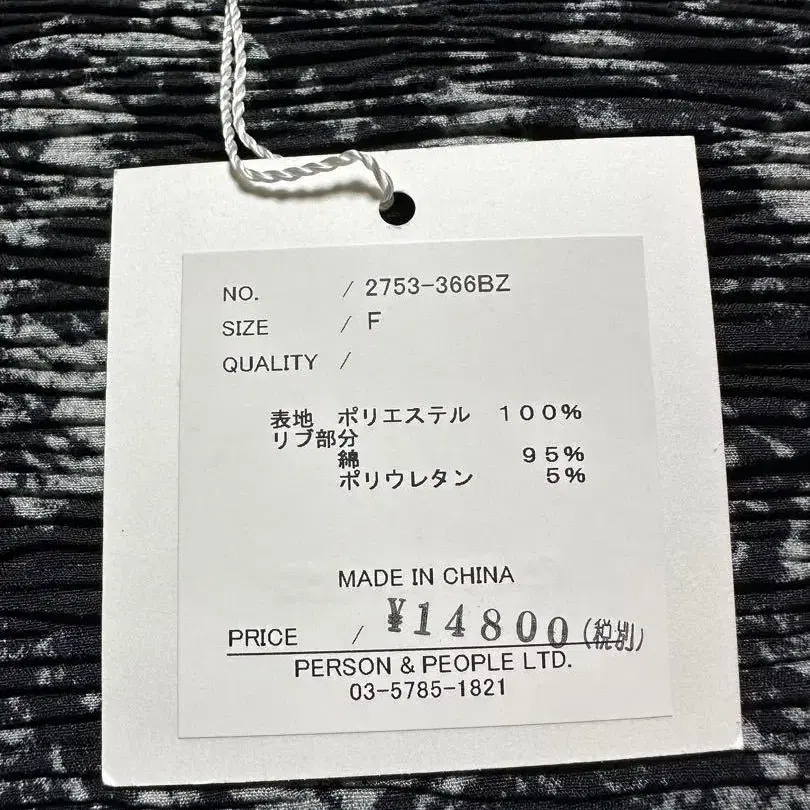 NO. / 2753-366BZ
SIZE / F
QUALITY /
表地 ポリエステル 100%
リブ部分
綿 95%
ポリウレタン 5%
MADE IN CHINA
PRICE / ¥14800(税別)
PERSON & PEOPLE LTD.
03-5785-1821